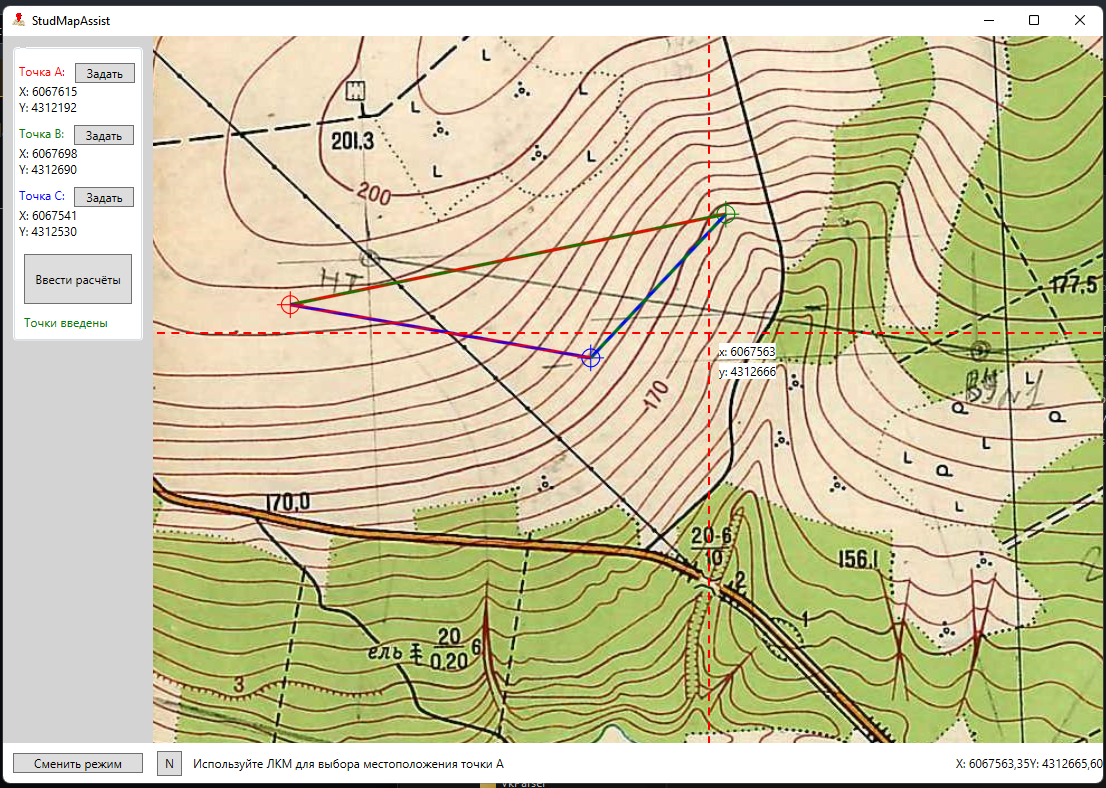 StudMapAssist
Точка A:
Задать
X: 6067615
Y: 4312192
Точка B:
Задать
X: 6067698
Y: 4312690
Точка C:
Задать
X: 6067541
Y: 4312530
Ввести расчёты
Точки введены
201.3
200
НТ
177.5
x: 6067563
y: 4312666
170
170.0
20-6
10
2
156.1
1
20
0.20
6
ель
3
Сменить режим
N
Используйте ЛКМ для выбора местоположения точки A
X: 6067563,35Y: 4312665,60